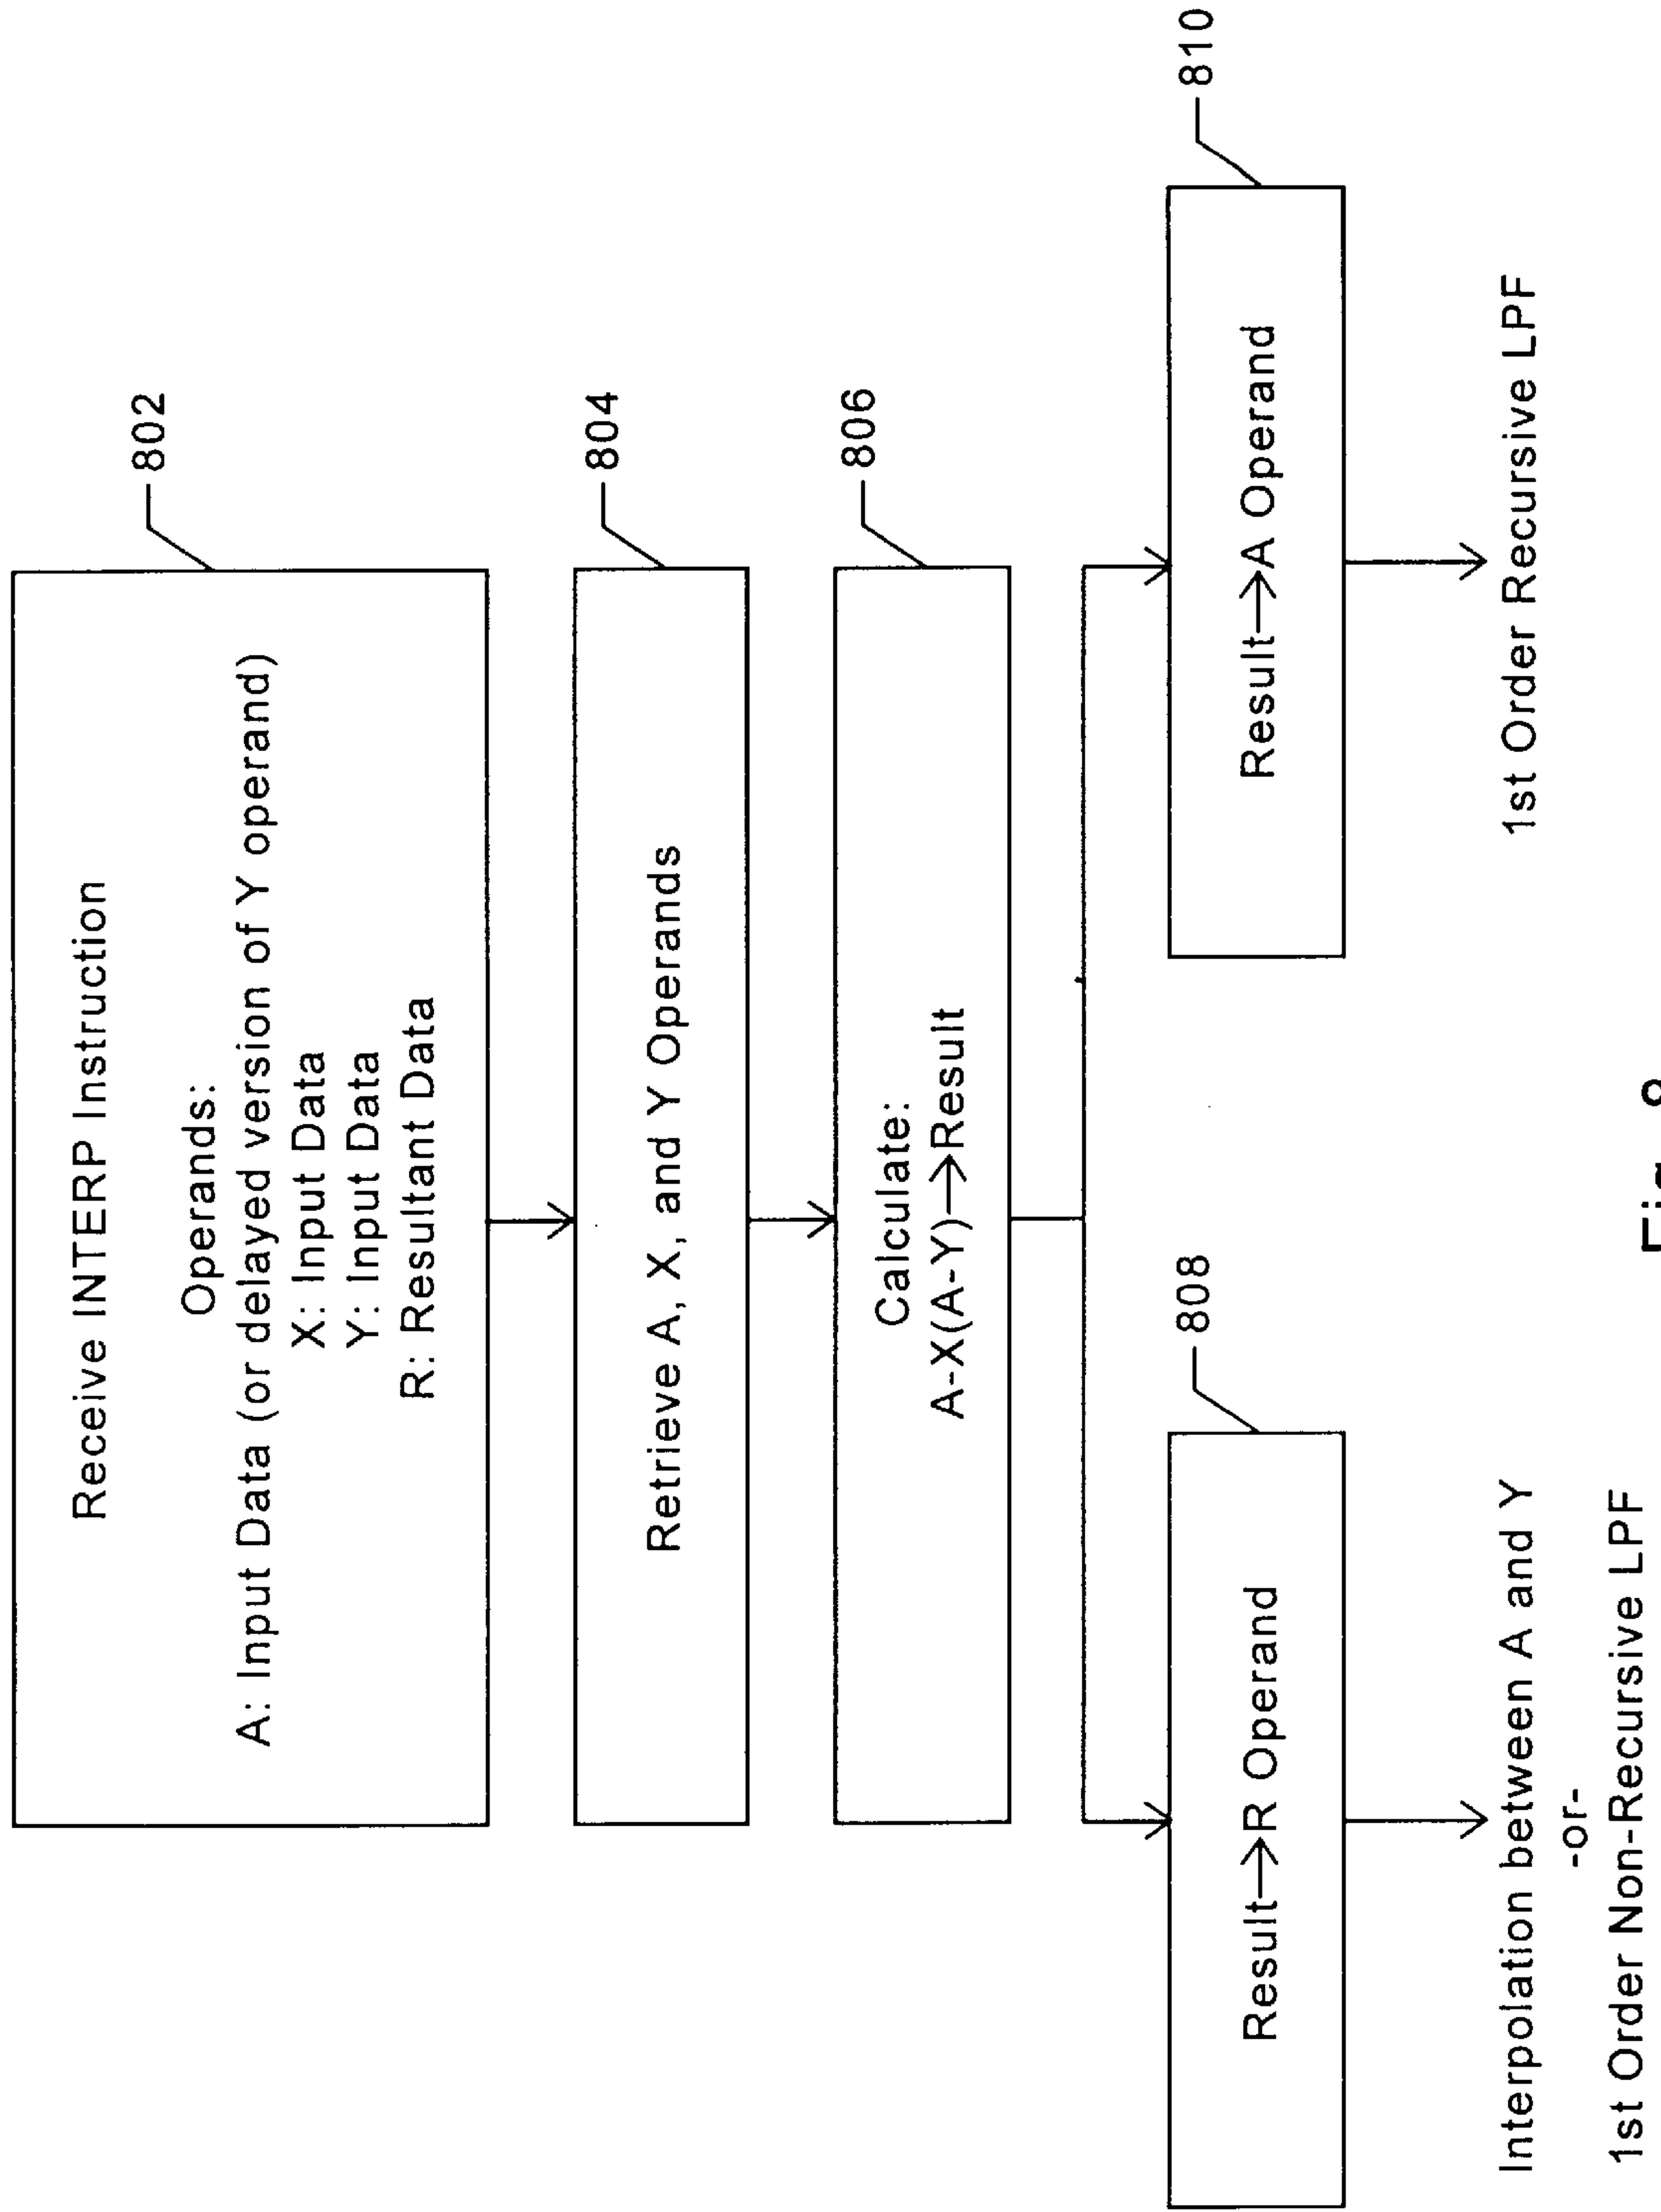 Receive INTERP Instruction
802
Operands:
A: Input Data (or delayed version of Y operand)
X: Input Data
Y: Input Data
R: Resultant Data
804
Retrieve A, X, and Y Operands
806
Calculate:
A-X(A-Y)→Result
808
Result→R Operand
810
Result→A Operand
Interpolation between A and Y
-or-
1st Order Non-Recursive LPF
1st Order Recursive LPF